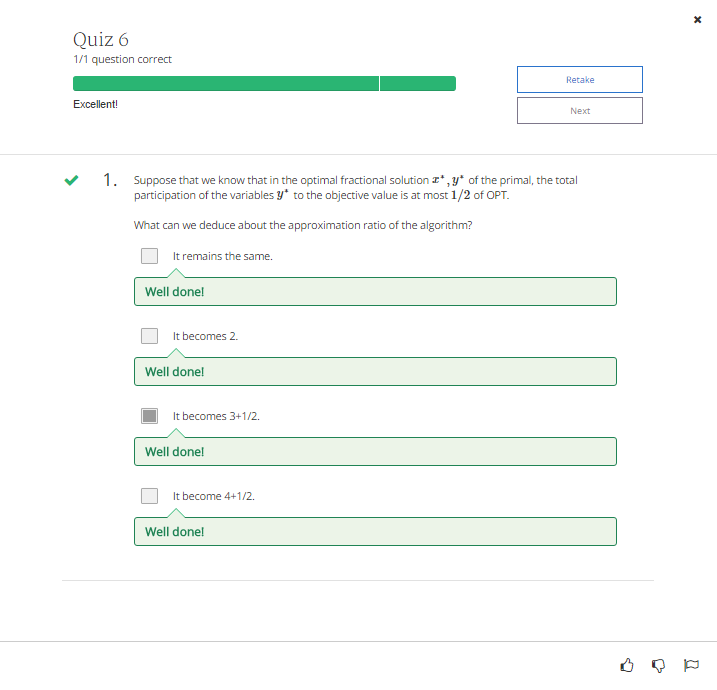 Quiz 6
1/1 question correct
Excellent!
Retake
Next
1. Suppose that we know that in the optimal fractional solution x*, y* of the primal, the total
participation of the variables y* to the objective value is at most 1/2 of OPT.
What can we deduce about the approximation ratio of the algorithm?
It remains the same.
Well done!
It becomes 2.
Well done!
It becomes 3+1/2.
Well done!
It become 4+1/2.
Well done!